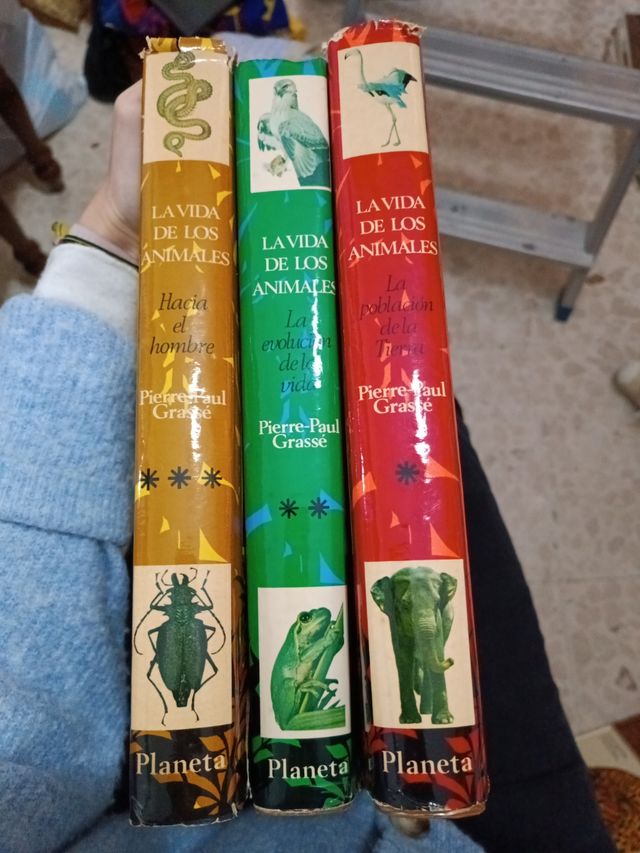 LA VIDA
DE LOS
ANIMALES
Hacia
el
hombre
Pierre-Paul
Grassé
***
Planeta
LA VIDA
DE LOS
ANIMALES
La
evolución
de la
vida
Pierre-Paul
Grassé
**
Planeta
LA VIDA
DE LOS
ANIMALES
La
población
de la
Tierra
Pierre-Paul
Grassé
*
Planeta